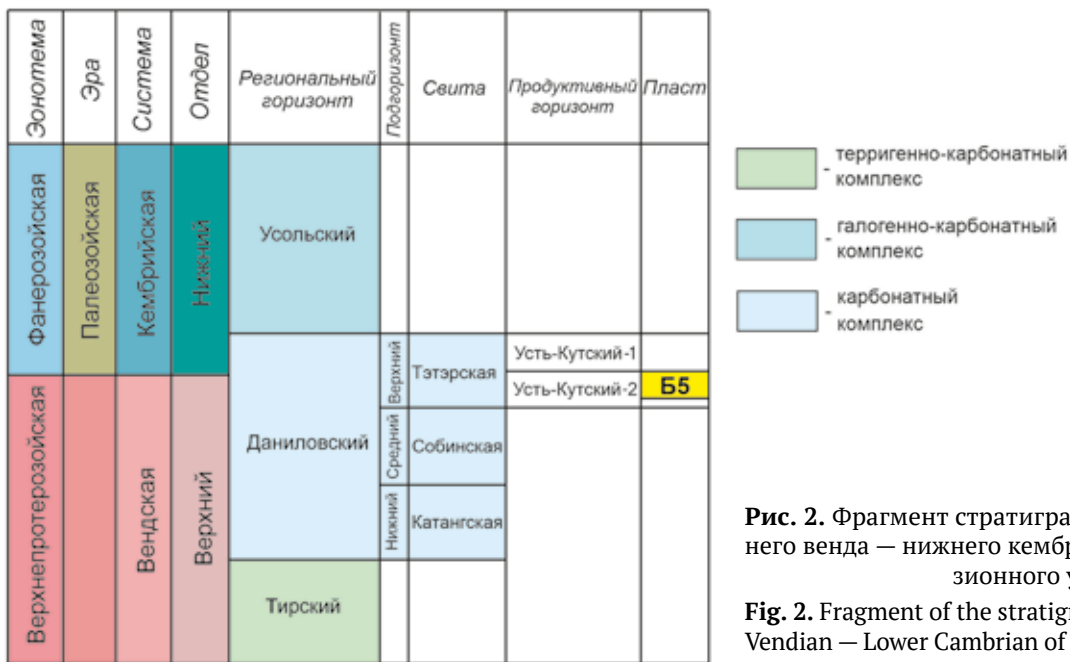 Эонотема
Эра
Система
Отдел
Региональный
горизонт
Подгоризонт
Свита
Продуктивный
горизонт
Пласт
Фанерозойская
Палеозойская
Кембрийская
Нижний
Усольский
Верхнепротерозойская
Вендская
Верхний
Даниловский
Верхний
Тэтэрская
Усть-Кутский-1
Усть-Кутский-2
Б5
Средний
Собинская
Нижний
Катангская
Тирский
- терригенно-карбонатный
комплекс
- галогенно-карбонатный
комплекс
- карбонатный
комплекс
Рис. 2. Фрагмент стратигра
него венда — нижнего кемб
зионного
Fig. 2. Fragment of the stratig
Vendian — Lower Cambrian of